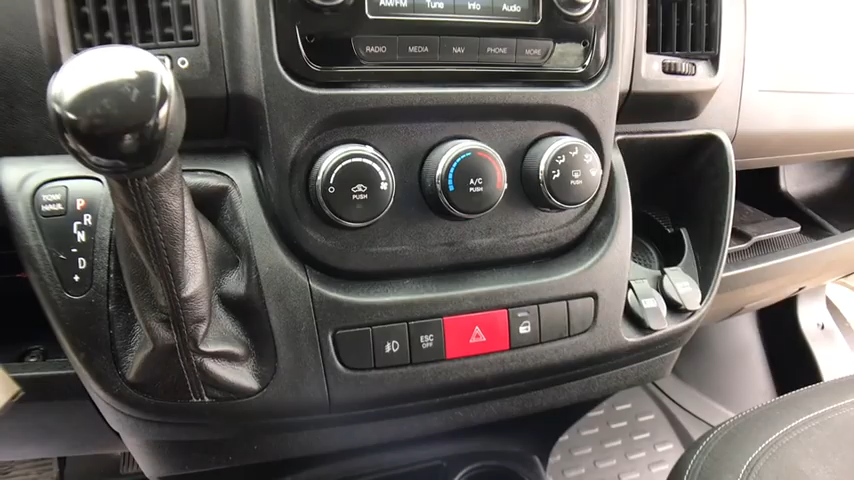 AM/FM Tune Info Audio
RADIO MEDIA NAV PHONE MORE
PUSH
A/C
PUSH
PUSH
TOW
HAUL
P
R
N
-
D
+
ESC
OFF